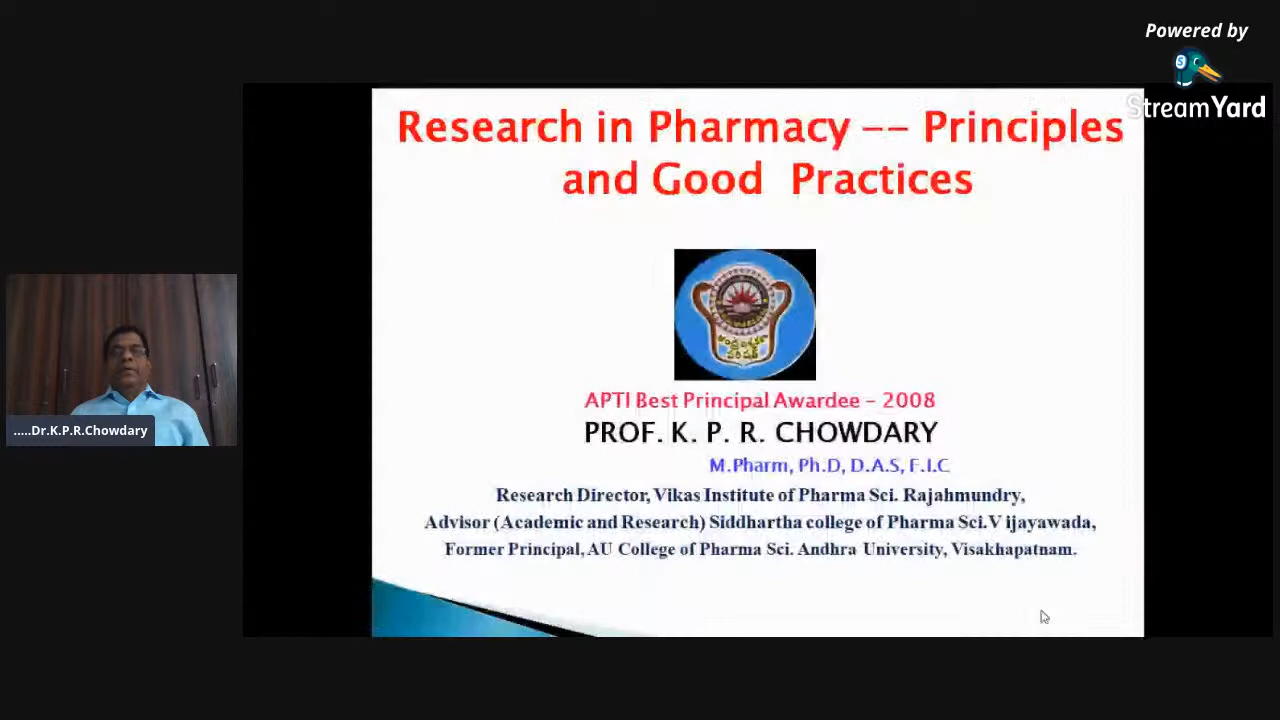 Powered by
StreamYard
Research in Pharmacy -- Principles
and Good Practices
APTI Best Principal Awardee - 2008
PROF. K. P. R. CHOWDARY
M.Pharm, Ph.D, D.A.S, F.I.C
Research Director, Vikas Institute of Pharma Sci. Rajahmundry,
Advisor (Academic and Research) Siddhartha college of Pharma Sci.V ijayawada,
Former Principal, AU College of Pharma Sci. Andhra University, Visakhapatnam.
.....Dr.K.P.R.Chowdary